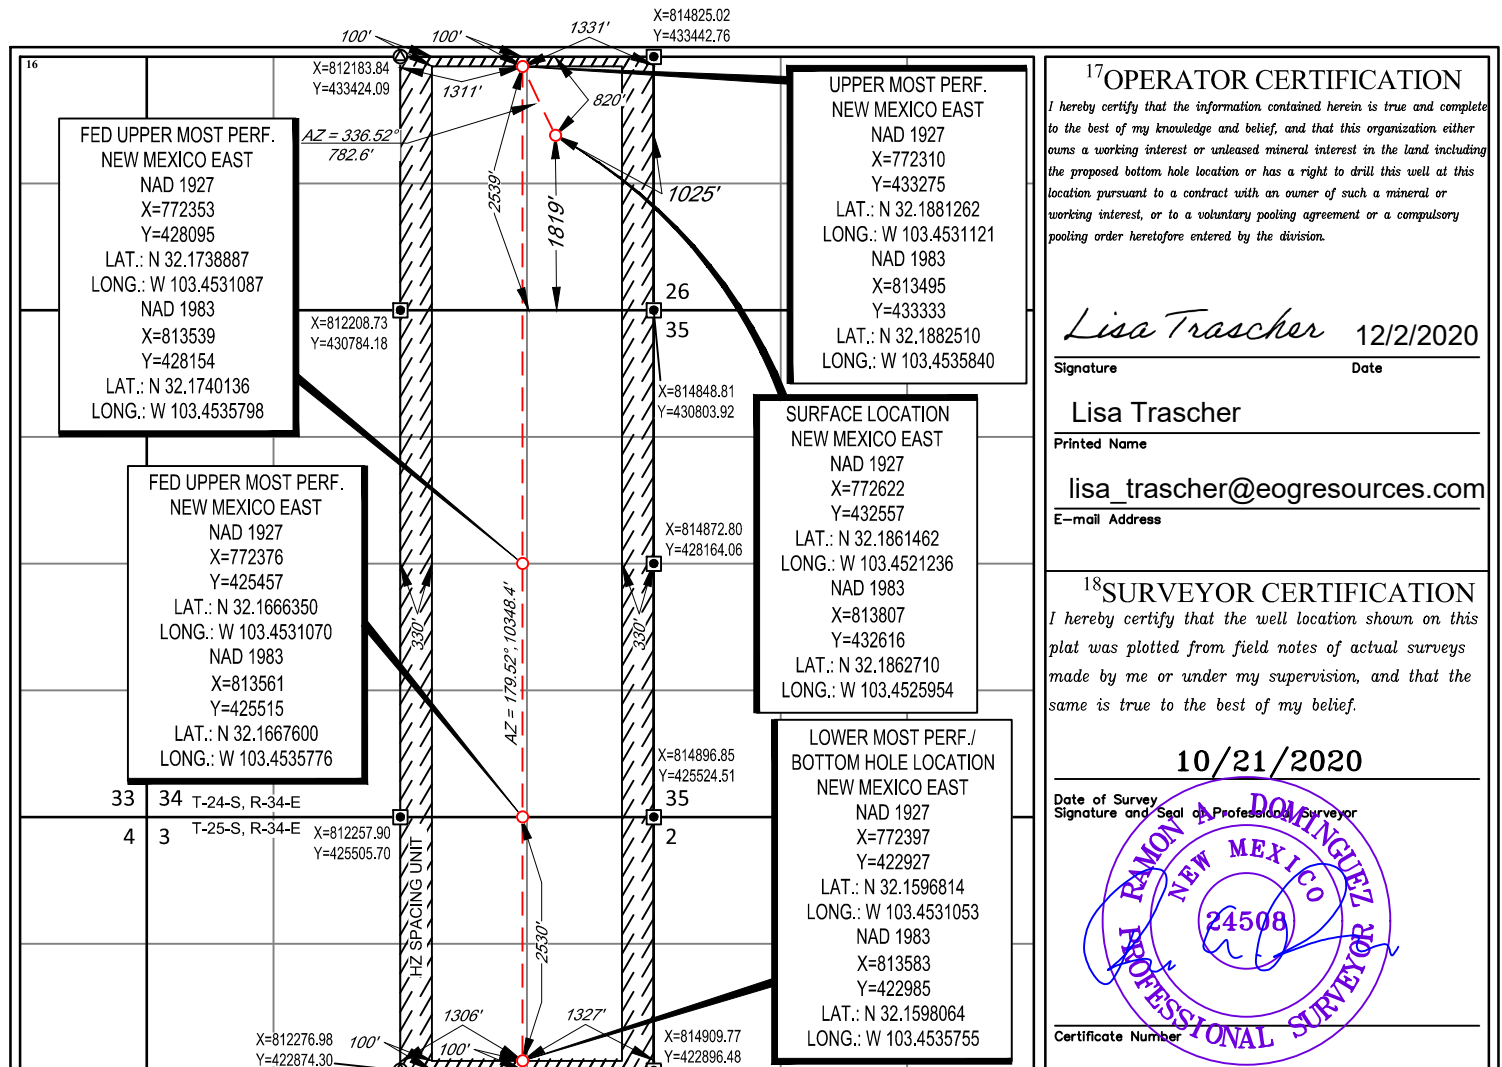 16
100'
100'
1331'
X=814825.02
Y=433442.76
X=812183.84
Y=433424.09
1311'
820'
AZ = 336.52°
782.6'
2539'
1819'
1025'
FED UPPER MOST PERF.
NEW MEXICO EAST
NAD 1927
X=772353
Y=428095
LAT.: N 32.1738887
LONG.: W 103.4531087
NAD 1983
X=813539
Y=428154
LAT.: N 32.1740136
LONG.: W 103.4535798
UPPER MOST PERF.
NEW MEXICO EAST
NAD 1927
X=772310
Y=433275
LAT.: N 32.1881262
LONG.: W 103.4531121
NAD 1983
X=813495
Y=433333
LAT.: N 32.1882510
LONG.: W 103.4535840
26
35
X=812208.73
Y=430784.18
X=814848.81
Y=430803.92
FED UPPER MOST PERF.
NEW MEXICO EAST
NAD 1927
X=772376
Y=425457
LAT.: N 32.1666350
LONG.: W 103.4531070
NAD 1983
X=813561
Y=425515
LAT.: N 32.1667600
LONG.: W 103.4535776
SURFACE LOCATION
NEW MEXICO EAST
NAD 1927
X=772622
Y=432557
LAT.: N 32.1861462
LONG.: W 103.4521236
NAD 1983
X=813807
Y=432616
LAT.: N 32.1862710
LONG.: W 103.4525954
X=814872.80
Y=428164.06
330'
330'
AZ = 179.52°, 10348.4'
X=814896.85
Y=425524.51
33 34 T-24-S, R-34-E
4 3 T-25-S, R-34-E
35
2
X=812257.90
Y=425505.70
HZ SPACING UNIT
2530'
LOWER MOST PERF./
BOTTOM HOLE LOCATION
NEW MEXICO EAST
NAD 1927
X=772397
Y=422927
LAT.: N 32.1596814
LONG.: W 103.4531053
NAD 1983
X=813583
Y=422985
LAT.: N 32.1598064
LONG.: W 103.4535755
1306'
1327'
X=812276.98
Y=422874.30
100'
100'
X=814909.77
Y=422896.48
17OPERATOR CERTIFICATION
I hereby certify that the information contained herein is true and complete
to the best of my knowledge and belief, and that this organization either
owns a working interest or unleased mineral interest in the land including
the proposed bottom hole location or has a right to drill this well at this
location pursuant to a contract with an owner of such a mineral or
working interest, or to a voluntary pooling agreement or a compulsory
pooling order heretofore entered by the division.
Lisa Trascher 12/2/2020
Signature Date
Lisa Trascher
Printed Name
lisa_trascher@eogresources.com
E-mail Address
18SURVEYOR CERTIFICATION
I hereby certify that the well location shown on this
plat was plotted from field notes of actual surveys
made by me or under my supervision, and that the
same is true to the best of my belief.
10/21/2020
Date of Survey
Signature and Seal of Professional Surveyor
RAMON A. DOMINGUEZ
NEW MEXICO
24508
PROFESSIONAL SURVEYOR
Certificate Number